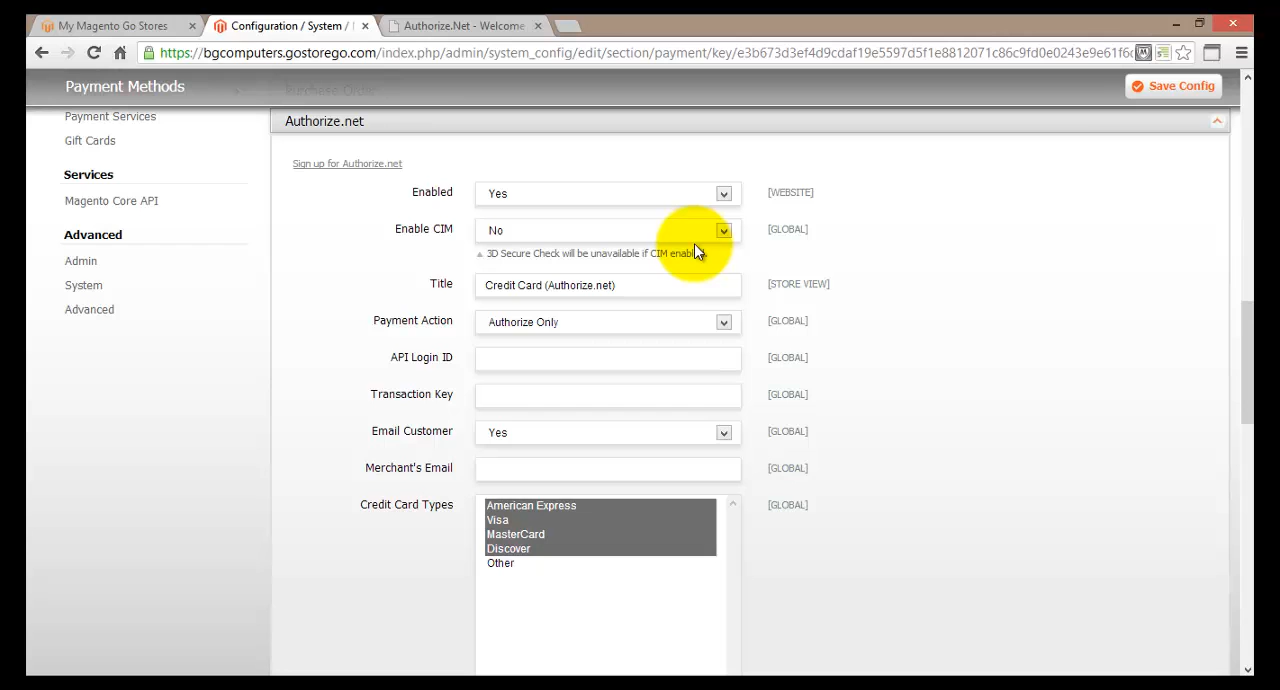 My Magento Go Stores
Configuration / System /
Authorize.Net - Welcome
https://bgcomputers.gostorego.com/index.php/admin/system_config/edit/section/payment/key/e3b673d3ef4d9cdaf19e5597d5f1e8812071c86c9fd0e0243e9e61f6c
Payment Methods
Purchase Order
Save Config
Payment Services
Gift Cards
Services
Magento Core API
Advanced
Admin
System
Advanced
Authorize.net
Sign up for Authorize.net
Enabled Yes [WEBSITE]
Enable CIM No [GLOBAL]
3D Secure Check will be unavailable if CIM
Title Credit Card (Authorize.net) [STORE VIEW]
Payment Action Authorize Only [GLOBAL]
API Login ID [GLOBAL]
Transaction Key [GLOBAL]
Email Customer Yes [GLOBAL]
Merchant's Email [GLOBAL]
Credit Card Types American Express [GLOBAL]
Visa
MasterCard
Discover
Other